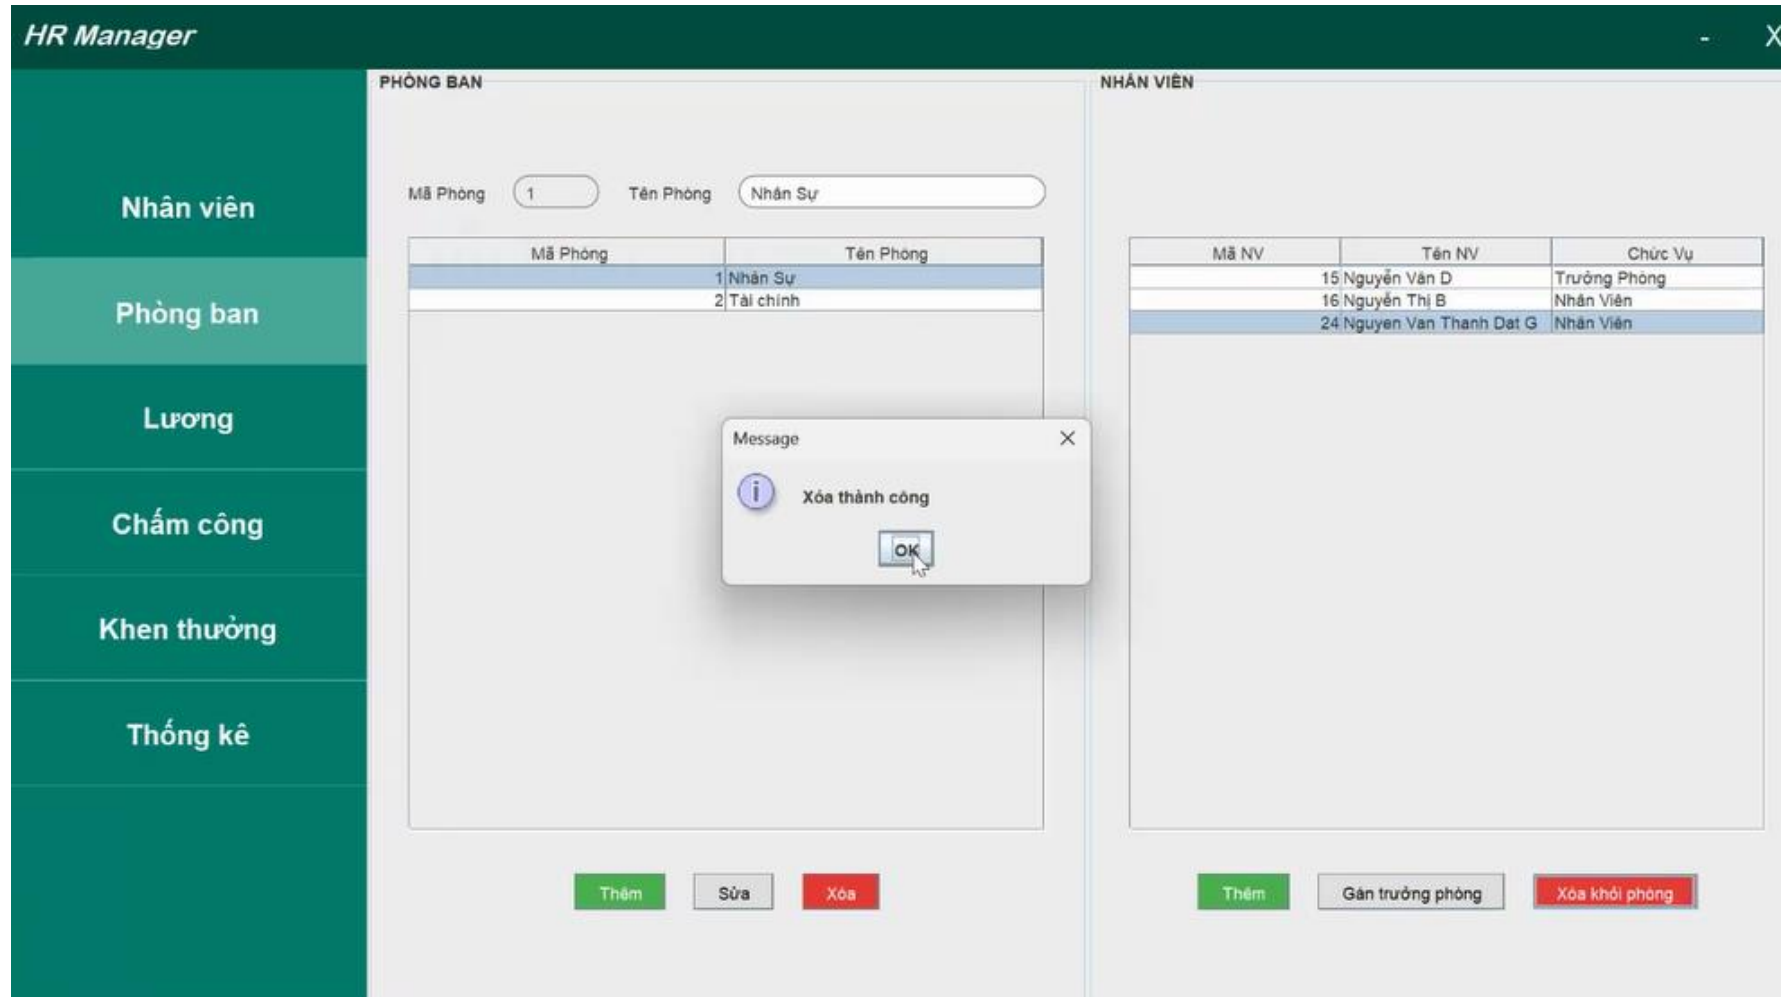 HR Manager
- X
Nhân viên
Phòng ban
Lương
Chấm công
Khen thưởng
Thống kê
PHÒNG BAN
Mã Phòng 1 Tên Phòng Nhân Sự
Mã Phòng Tên Phòng
1 Nhân Sự
2 Tài chính
Thêm Sửa Xóa
NHÂN VIÊN
Mã NV Tên NV Chức Vụ
15 Nguyễn Văn D Trưởng Phòng
16 Nguyễn Thị B Nhân Viên
24 Nguyen Van Thanh Dat G Nhân Viên
Thêm Gán trưởng phòng Xóa khỏi phòng
Message
Xóa thành công
OK